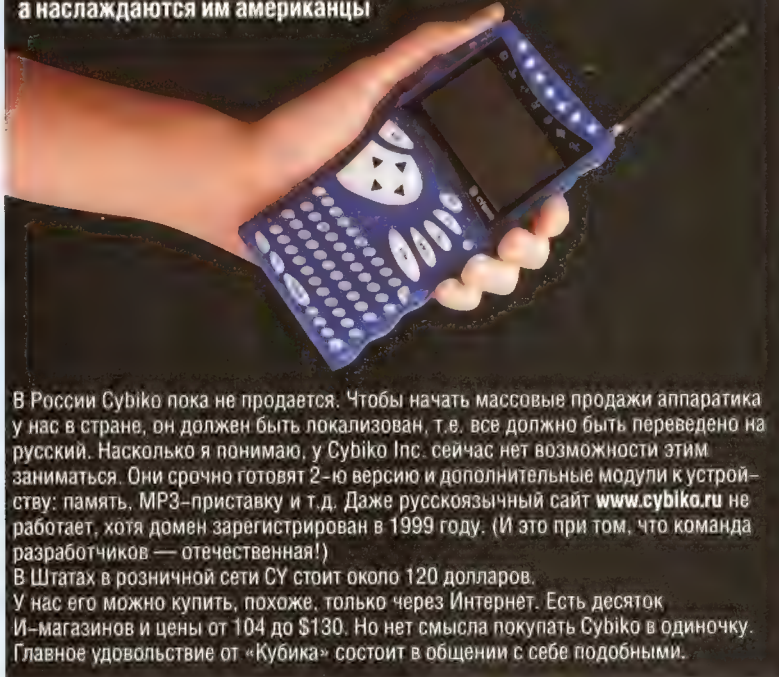 а наслаждаются им американцы
В России Cybiko пока не продается. Чтобы начать массовые продажи аппаратика
у нас в стране, он должен быть локализован, т.е. все должно быть переведено на
русский. Насколько я понимаю, у Cybiko Inc. сейчас нет возможности этим
заниматься. Они срочно готовят 2-ю версию и дополнительные модули к устрой-
ству: память, MP3-приставку и т.д. Даже русскоязычный сайт www.cybiko.ru не
работает, хотя домен зарегистрирован в 1999 году. (И это при том, что команда
разработчиков — отечественная!)
В Штатах в розничной сети CY стоит около 120 долларов.
У нас его можно купить, похоже, только через Интернет. Есть десяток
И-магазинов и цены от 104 до $130. Но нет смысла покупать Cybiko в одиночку.
Главное удовольствие от «Кубика» состоит в общении с себе подобными.